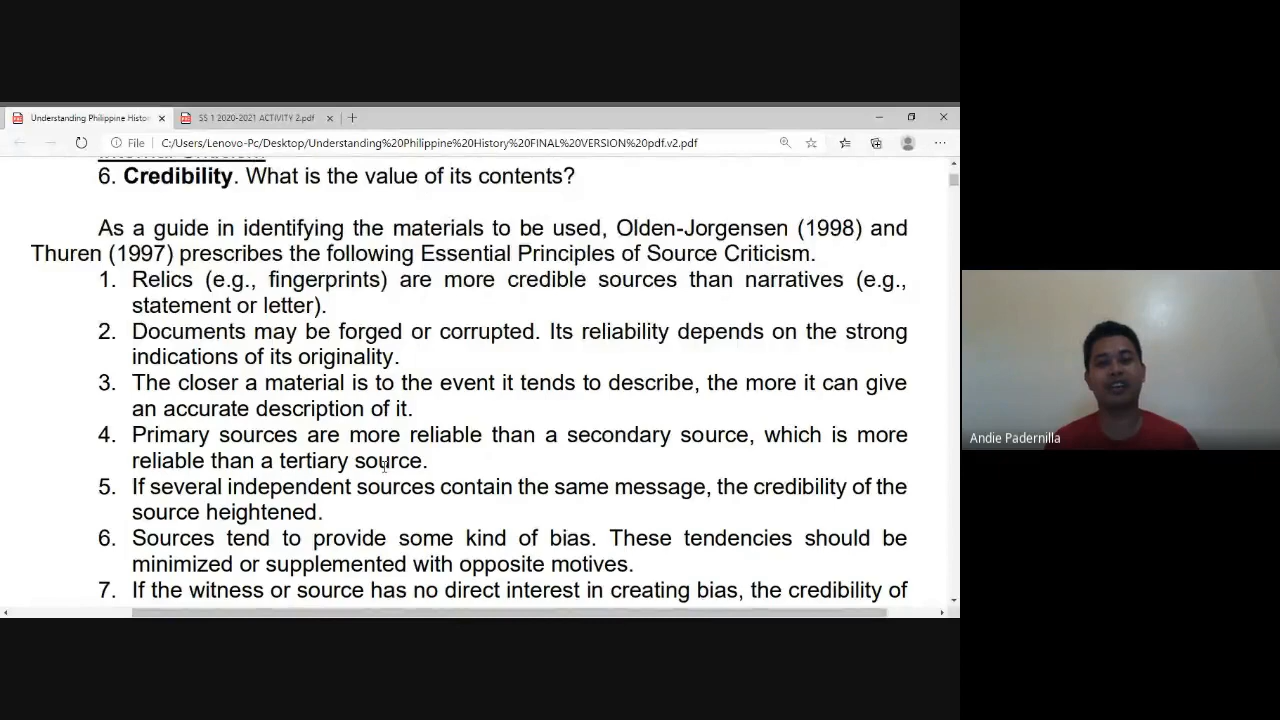 Understanding Philippine Histor
SS 1 2020-2021 ACTIVITY 2.pdf
File
C:/Users/Lenovo-Pc/Desktop/Understanding%20Philippine%20History%20FINAL%20VERSION%20pdf.v2.pdf
Internal Criticism
6. Credibility. What is the value of its contents?
As a guide in identifying the materials to be used, Olden-Jorgensen (1998) and
Thuren (1997) prescribes the following Essential Principles of Source Criticism.
1. Relics (e.g., fingerprints) are more credible sources than narratives (e.g.,
statement or letter).
2. Documents may be forged or corrupted. Its reliability depends on the strong
indications of its originality.
3. The closer a material is to the event it tends to describe, the more it can give
an accurate description of it.
4. Primary sources are more reliable than a secondary source, which is more
reliable than a tertiary source.
5. If several independent sources contain the same message, the credibility of the
source heightened.
6. Sources tend to provide some kind of bias. These tendencies should be
minimized or supplemented with opposite motives.
7. If the witness or source has no direct interest in creating bias, the credibility of
Andie Padernilla